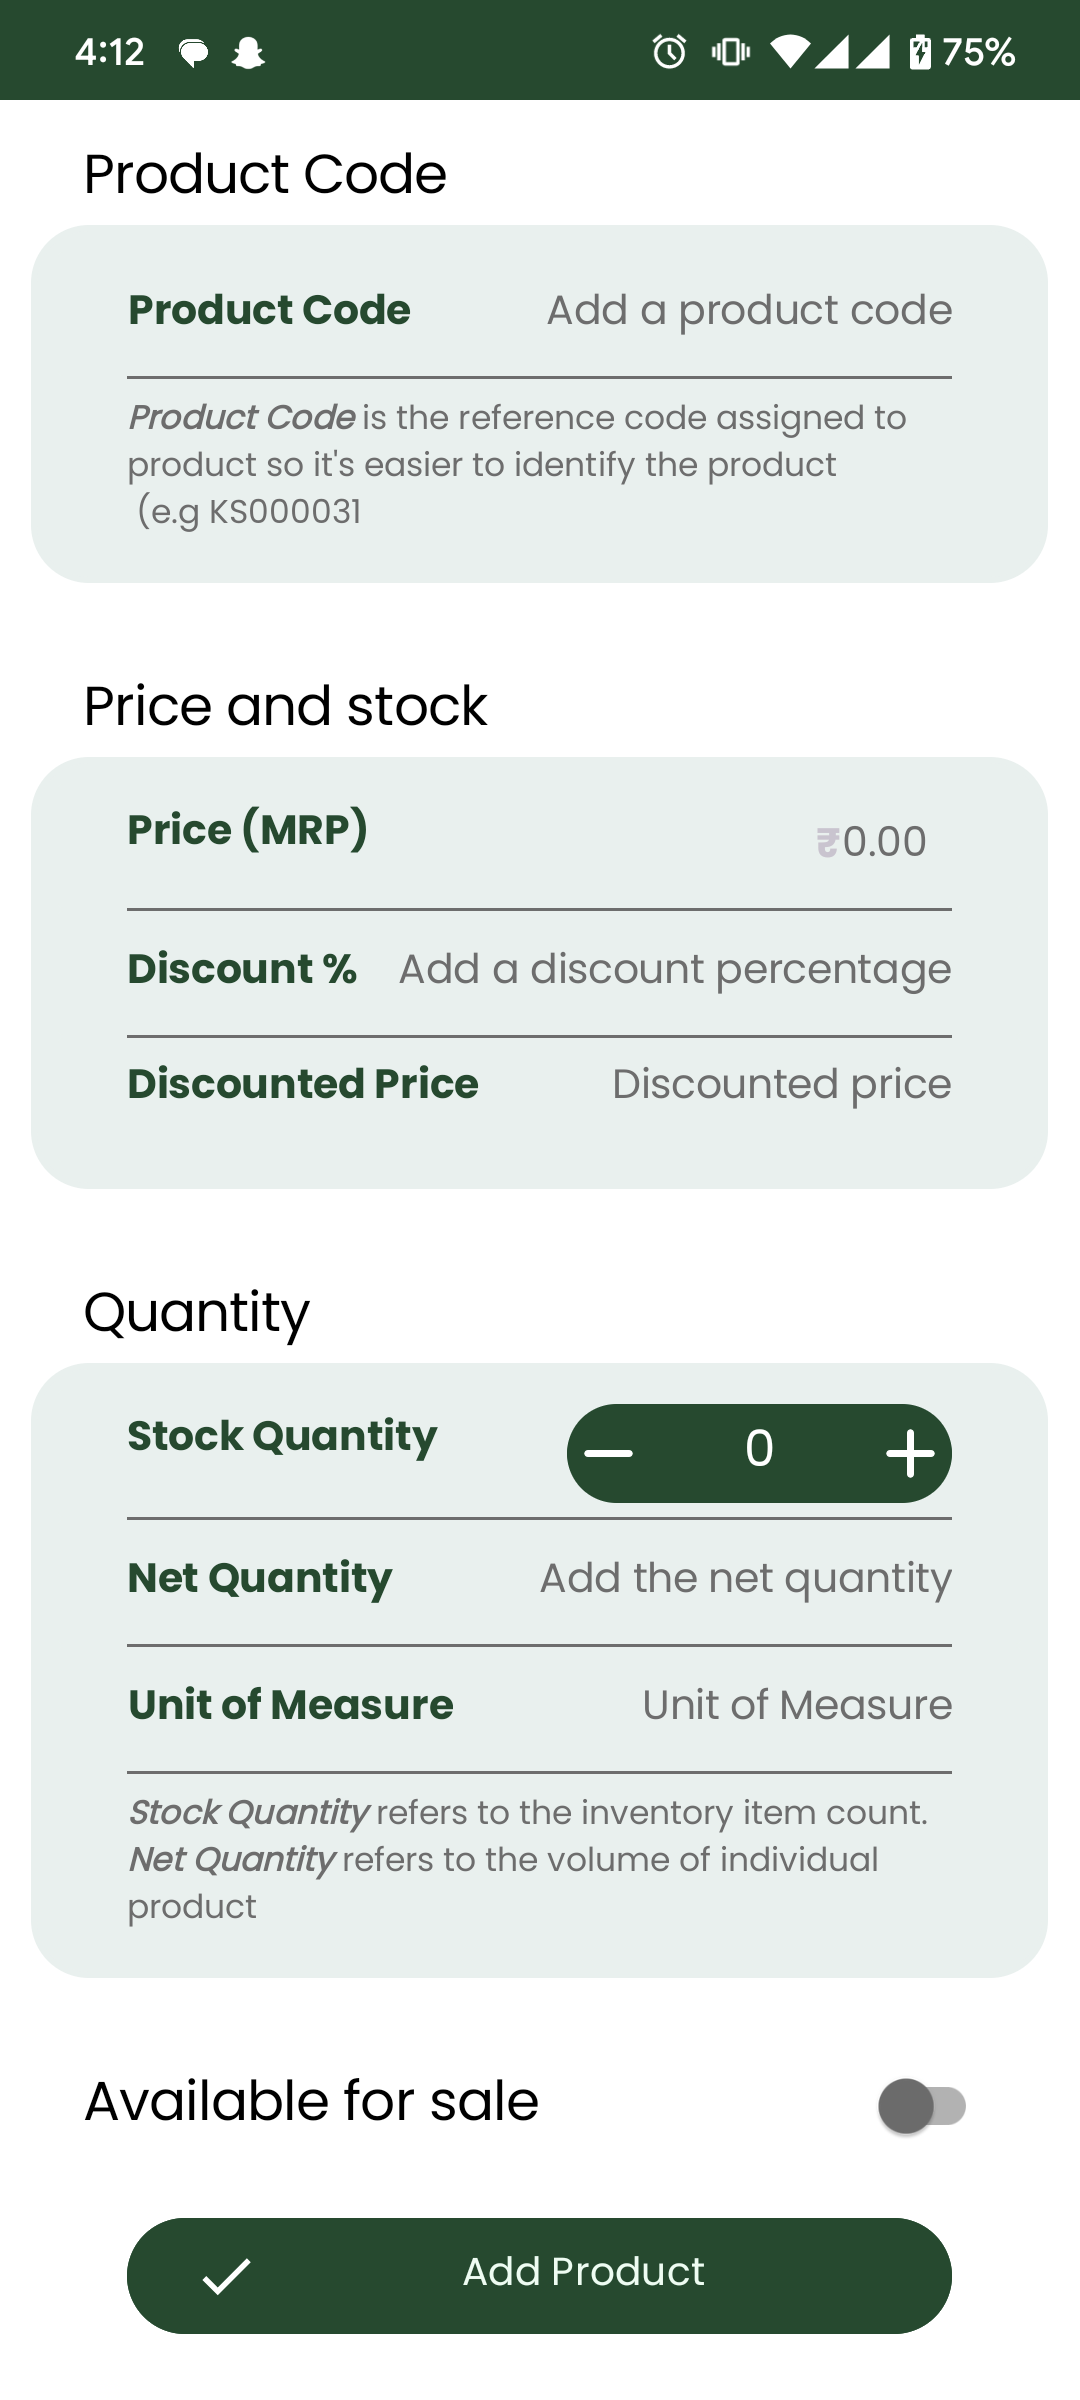 4:12 75%
Product Code
Product Code Add a product code
Product Code is the reference code assigned to
product so it's easier to identify the product
(e.g KS000031
Price and stock
Price (MRP) ₹0.00
Discount % Add a discount percentage
Discounted Price Discounted price
Quantity
Stock Quantity 0
Net Quantity Add the net quantity
Unit of Measure Unit of Measure
Stock Quantity refers to the inventory item count.
Net Quantity refers to the volume of individual
product
Available for sale
Add Product